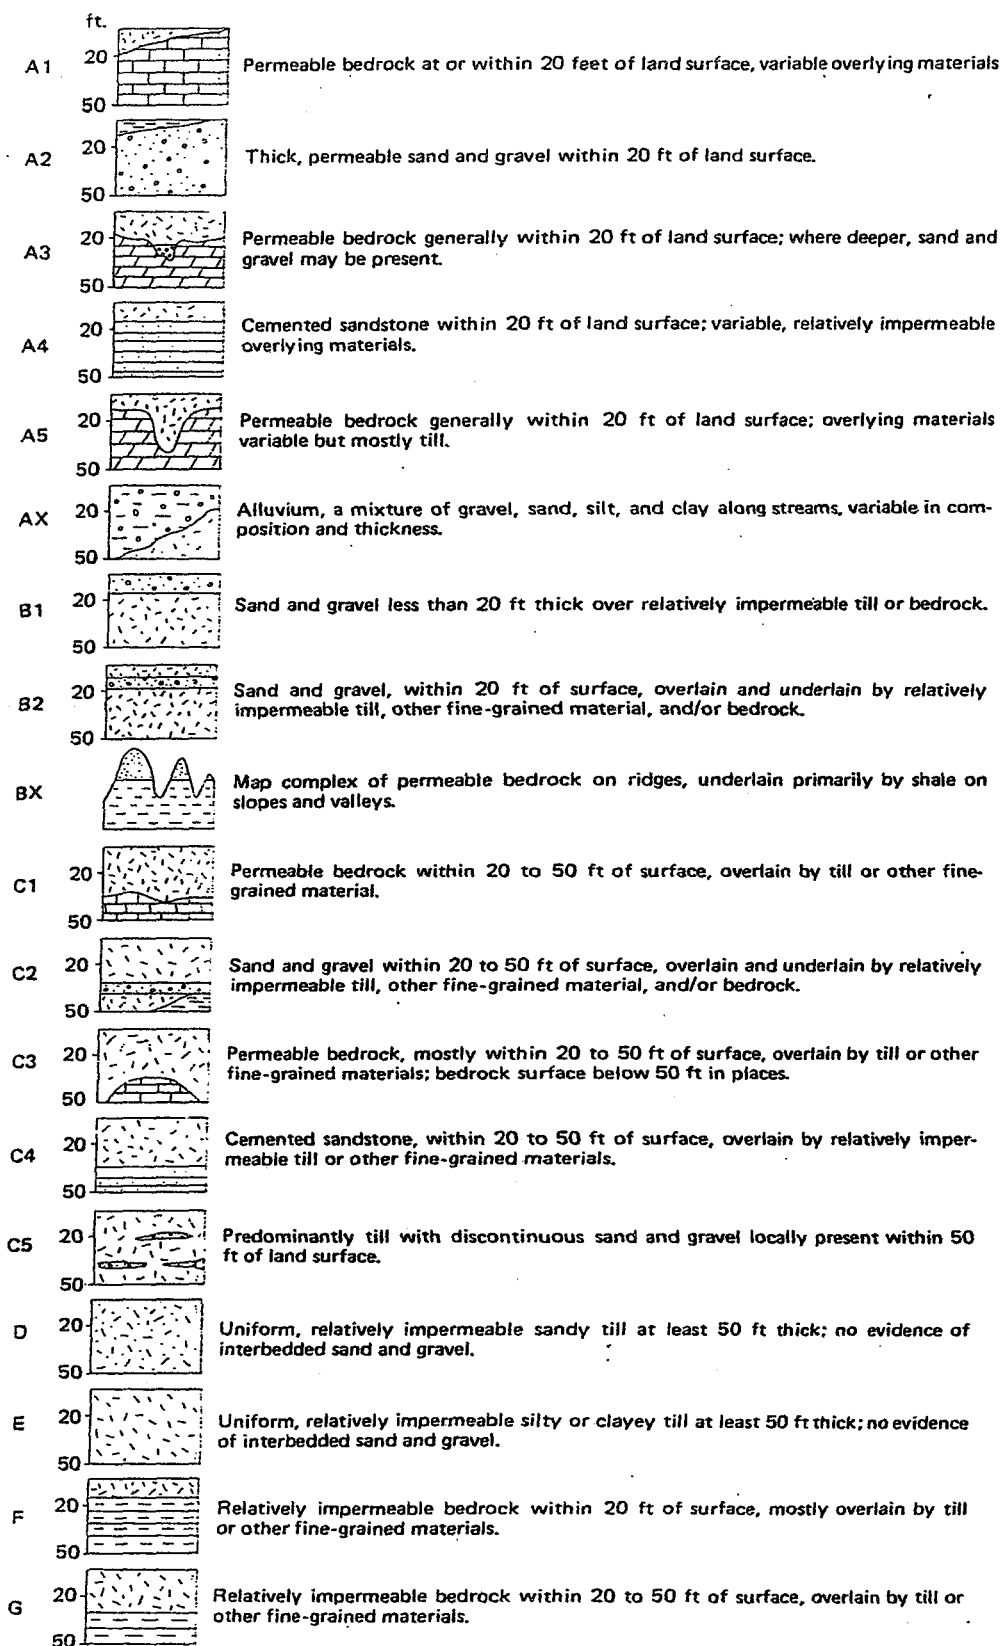 ft.
A1 20 50 Permeable bedrock at or within 20 feet of land surface, variable overlying materials
A2 20 50 Thick, permeable sand and gravel within 20 ft of land surface.
A3 20 50 Permeable bedrock generally within 20 ft of land surface; where deeper, sand and
gravel may be present.
A4 20 50 Cemented sandstone within 20 ft of land surface; variable, relatively impermeable
overlying materials.
A5 20 50 Permeable bedrock generally within 20 ft of land surface; overlying materials
variable but mostly till.
AX 20 50 Alluvium, a mixture of gravel, sand, silt, and clay along streams, variable in com-
position and thickness.
B1 20 50 Sand and gravel less than 20 ft thick over relatively impermeable till or bedrock.
B2 20 50 Sand and gravel, within 20 ft of surface, overlain and underlain by relatively
impermeable till, other fine-grained material, and/or bedrock.
BX Map complex of permeable bedrock on ridges, underlain primarily by shale on
slopes and valleys.
C1 20 50 Permeable bedrock within 20 to 50 ft of surface, overlain by till or other fine-
grained material.
C2 20 50 Sand and gravel within 20 to 50 ft of surface, overlain and underlain by relatively
impermeable till, other fine-grained material, and/or bedrock.
C3 20 50 Permeable bedrock, mostly within 20 to 50 ft of surface, overlain by till or other
fine-grained materials; bedrock surface below 50 ft in places.
C4 20 50 Cemented sandstone, within 20 to 50 ft of surface, overlain by relatively imper-
meable till or other fine-grained materials.
C5 20 50 Predominantly till with discontinuous sand and gravel locally present within 50
ft of land surface.
D 20 50 Uniform, relatively impermeable sandy till at least 50 ft thick; no evidence of
interbedded sand and gravel.
E 20 50 Uniform, relatively impermeable silty or clayey till at least 50 ft thick; no evidence
of interbedded sand and gravel.
F 20 50 Relatively impermeable bedrock within 20 ft of surface, mostly overlain by till
or other fine-grained materials.
G 20 50 Relatively impermeable bedrock within 20 to 50 ft of surface, overlain by till or
other fine-grained materials.